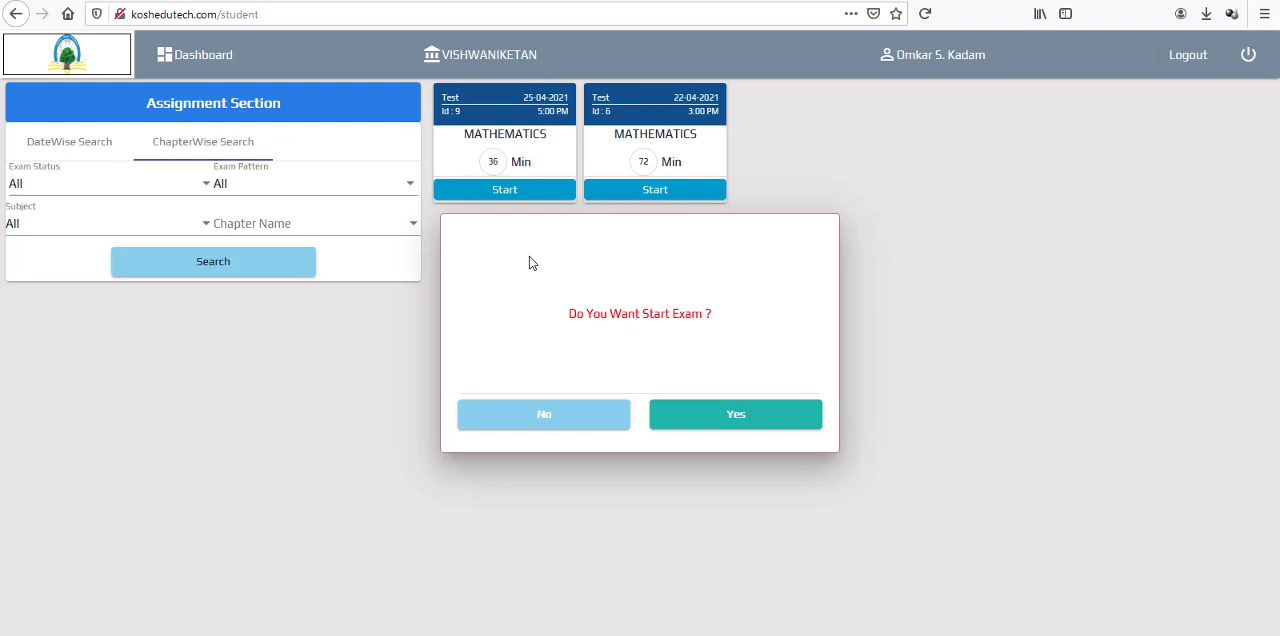 koshedutech.com/student
Dashboard
VISHWANIKETAN
Omkar S. Kadam
Logout
Assignment Section
DateWise Search
ChapterWise Search
Exam Status
Exam Pattern
All
All
Subject
All
Chapter Name
Search
Test 25-04-2021
Id : 9 5:00 PM
MATHEMATICS
36 Min
Start
Test 22-04-2021
Id : 6 3:00 PM
MATHEMATICS
72 Min
Start
Do You Want Start Exam ?
No
Yes